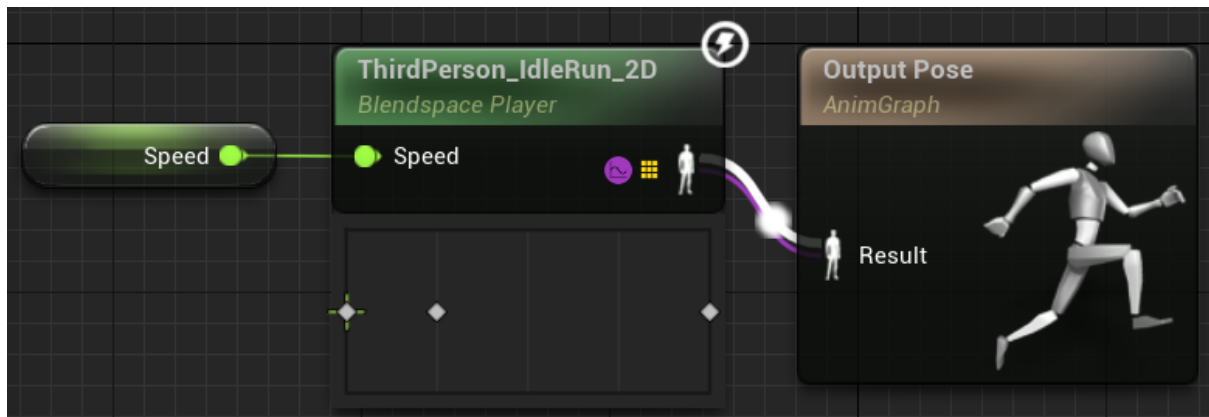 Speed
ThirdPerson_IdleRun_2D
Blendspace Player
Speed
Output Pose
AnimGraph
Result